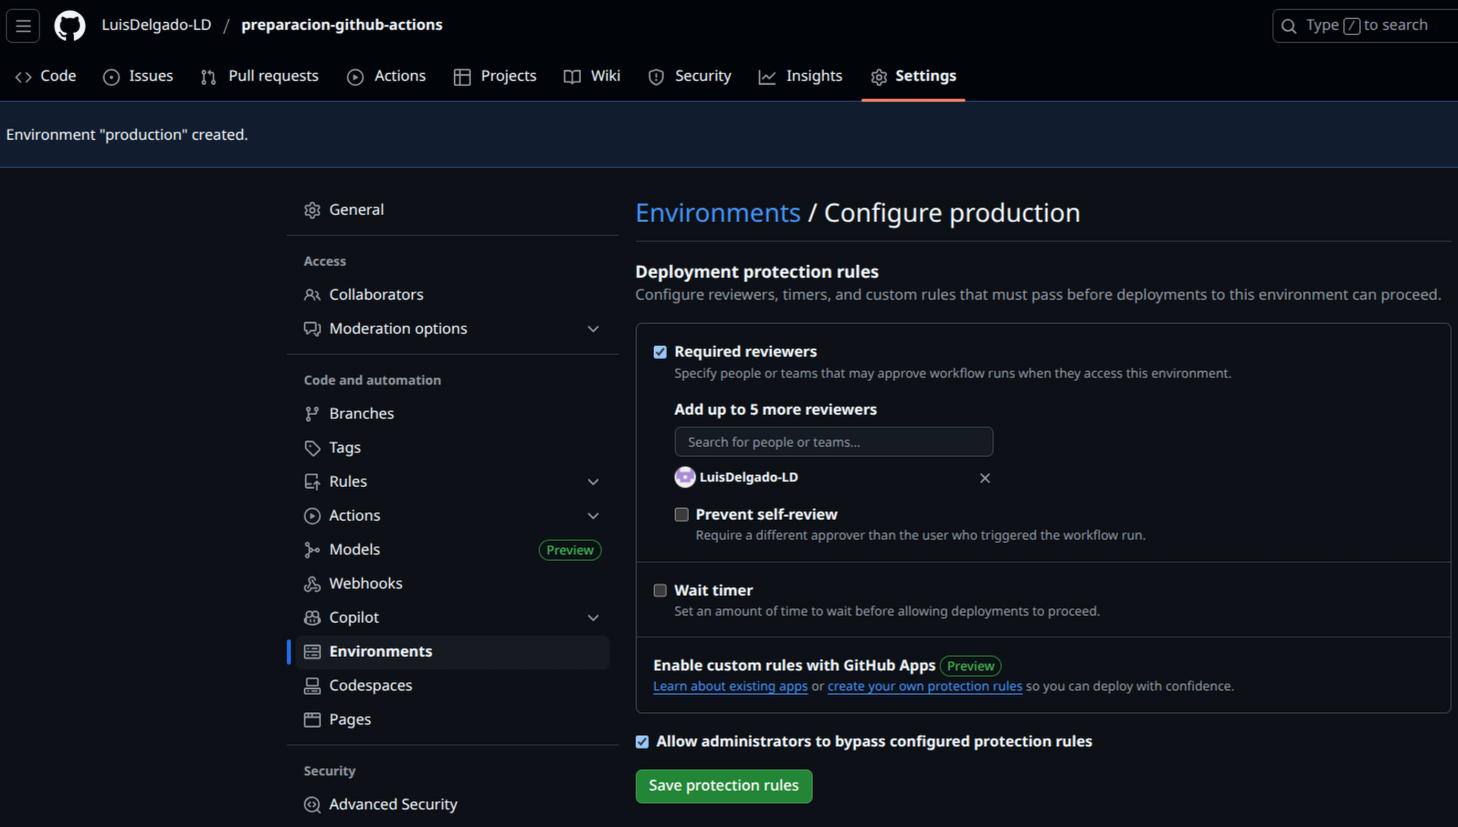 LuisDelgado-LD / preparacion-github-actions
Type / to search
Code Issues Pull requests Actions Projects Wiki Security Insights Settings
Environment "production" created.
General
Access
Collaborators
Moderation options
Code and automation
Branches
Tags
Rules
Actions
Models Preview
Webhooks
Copilot
Environments
Codespaces
Pages
Security
Advanced Security
Environments / Configure production
Deployment protection rules
Configure reviewers, timers, and custom rules that must pass before deployments to this environment can proceed.
Required reviewers
Specify people or teams that may approve workflow runs when they access this environment.
Add up to 5 more reviewers
Search for people or teams...
LuisDelgado-LD
Prevent self-review
Require a different approver than the user who triggered the workflow run.
Wait timer
Set an amount of time to wait before allowing deployments to proceed.
Enable custom rules with GitHub Apps Preview
Learn about existing apps or create your own protection rules so you can deploy with confidence.
Allow administrators to bypass configured protection rules
Save protection rules